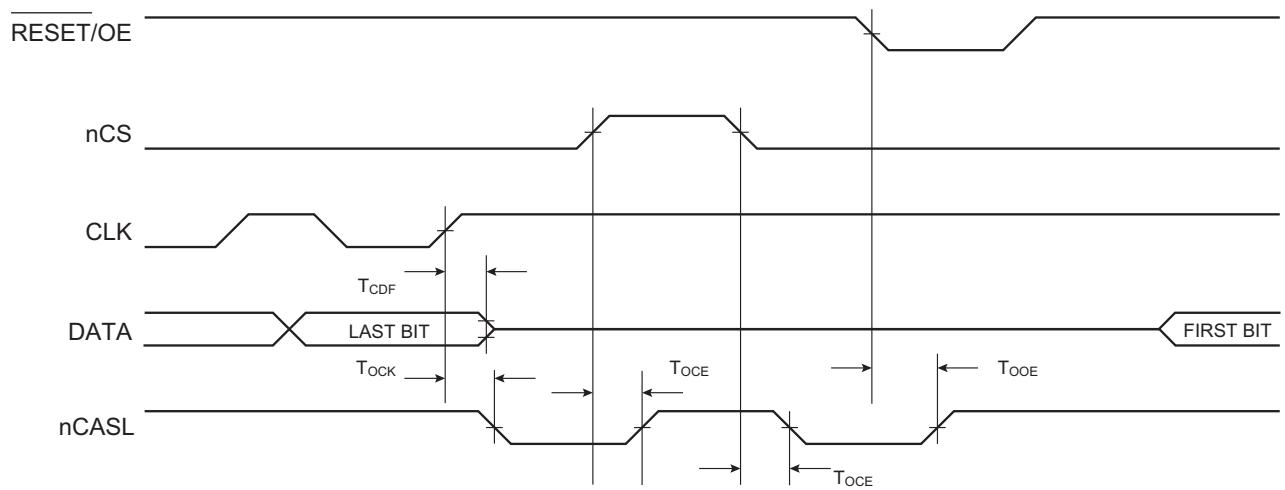 RESET/OE
nCS
CLK
TCDF
DATA
LAST BIT
FIRST BIT
TOCK
TOCE
TOOE
nCASL
TOCE